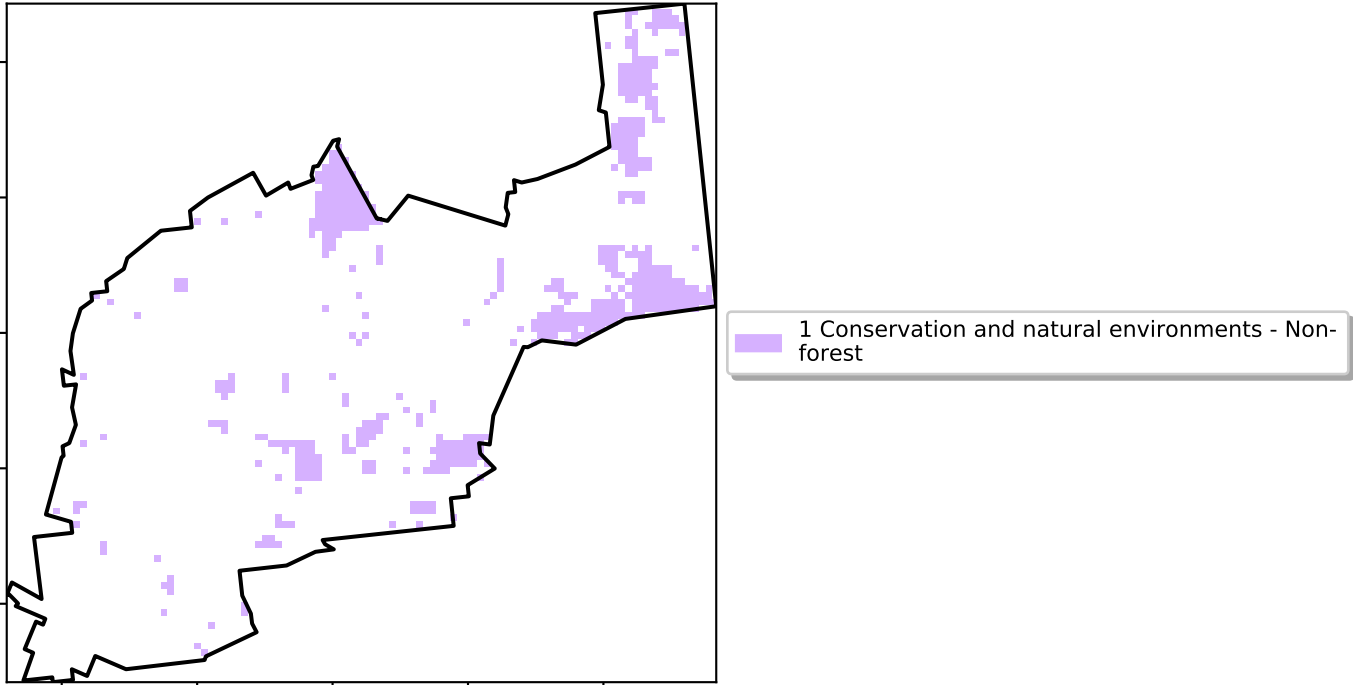 1 Conservation and natural environments - Non-
forest